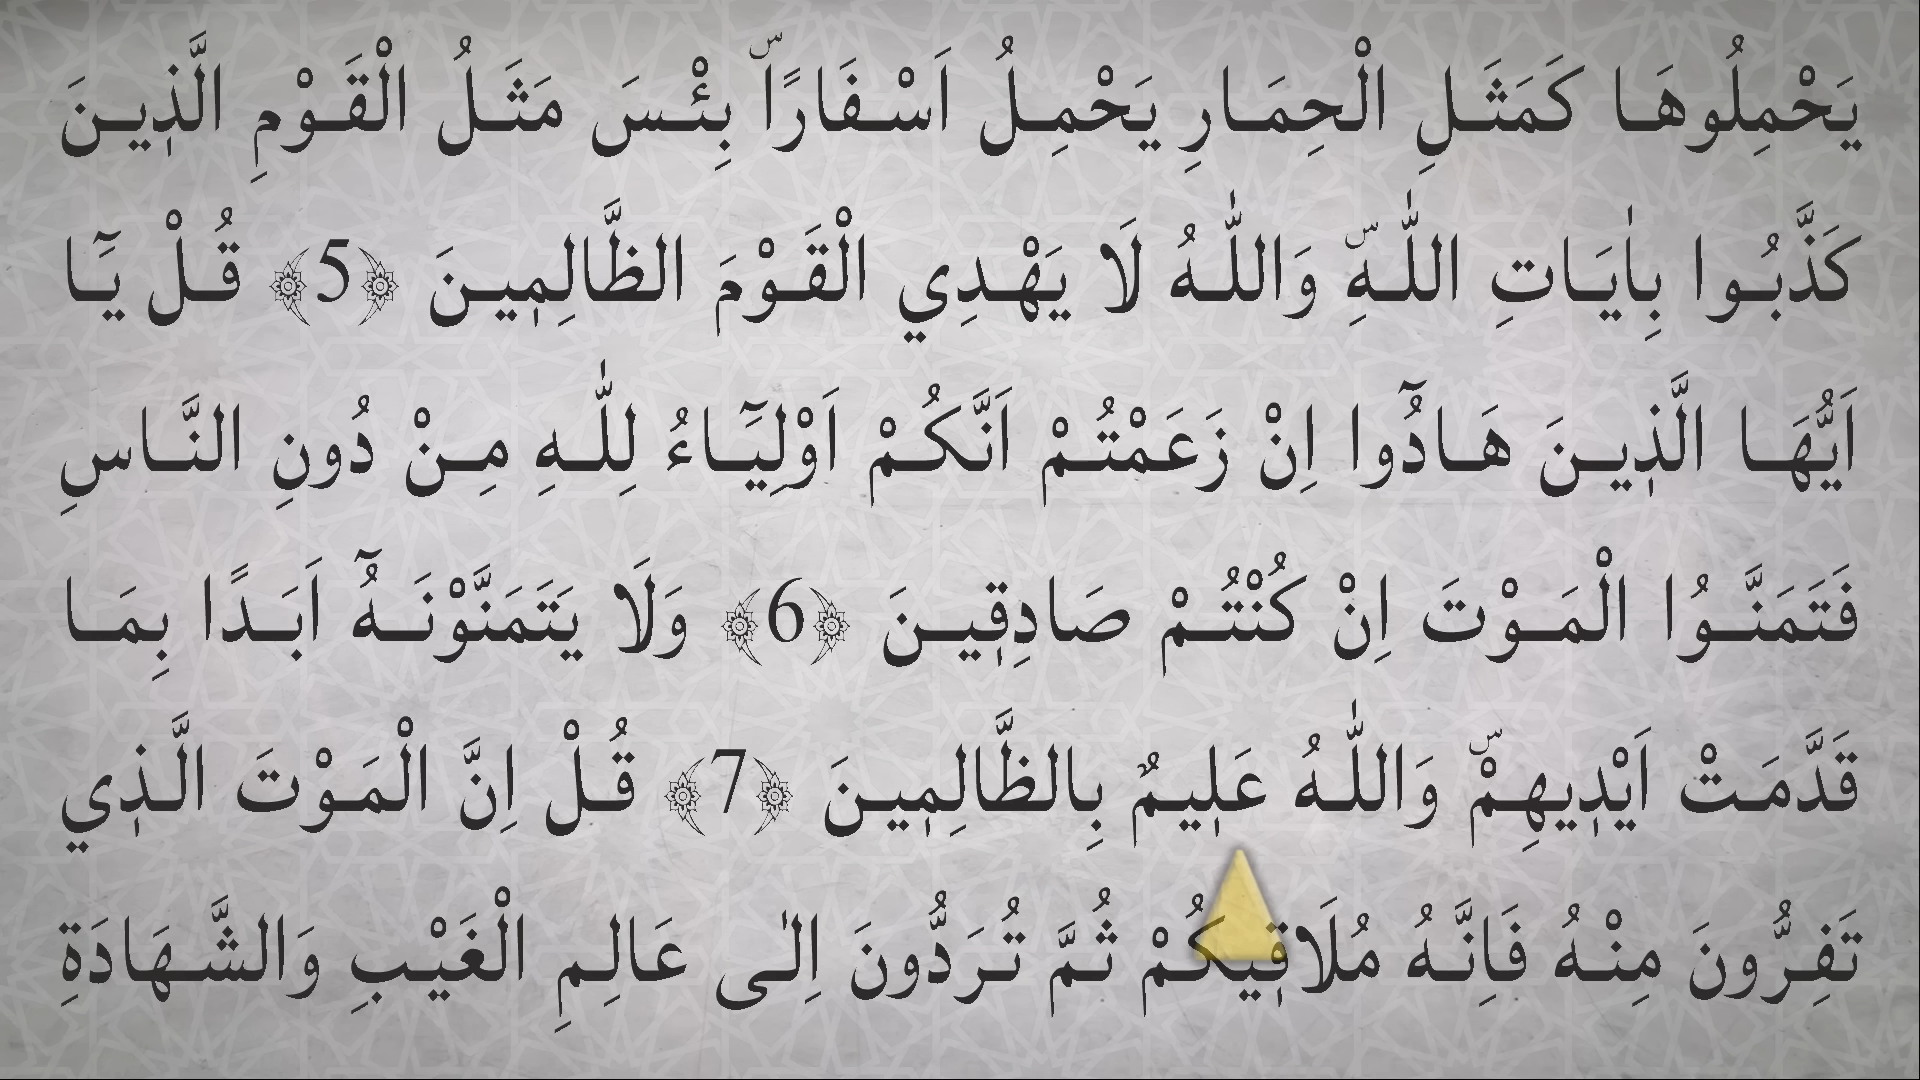 يَحْمِلُوهَا كَمَثَلِ الْحِمَارِ يَحْمِلُ اَسْفَارًاۜ بِئْسَ مَثَلُ الْقَوْمِ الَّذٖينَ
كَذَّبُوا بِاٰيَاتِ اللّٰهِۜ وَاللّٰهُ لَا يَهْدِي الْقَوْمَ الظَّالِمٖينَ ﴿5﴾ قُلْ يَٓا
اَيُّهَا الَّذٖينَ هَادُٓوا اِنْ زَعَمْتُمْ اَنَّكُمْ اَوْلِيَٓاءُ لِلّٰهِ مِنْ دُونِ النَّاسِ
فَتَمَنَّوُا الْمَوْتَ اِنْ كُنْتُمْ صَادِقٖينَ ﴿6﴾ وَلَا يَتَمَنَّوْنَهُٓ اَبَدًا بِمَا
قَدَّمَتْ اَيْدٖيهِمْۜ وَاللّٰهُ عَلٖيمٌ بِالظَّالِمٖينَ ﴿7﴾ قُلْ اِنَّ الْمَوْتَ الَّذٖي
تَفِرُّونَ مِنْهُ فَاِنَّهُ مُلَاقٖيكُمْ ثُمَّ تُرَدُّونَ اِلٰى عَالِمِ الْغَيْبِ وَالشَّهَادَةِ